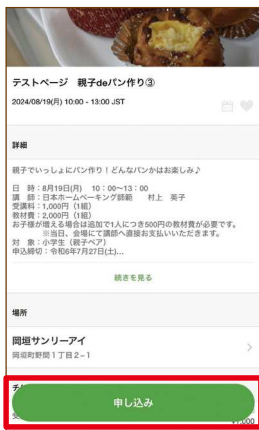 テストページ　親子deパン作り③
2024/08/19(月) 10:00 - 13:00 JST
詳細
親子でいっしょにパン作り！どんなパンかはお楽しみ♪
日　時：8月19日(月)　10：00～13：00
講　師：日本ホームベーキング師範　村上　英子
受講料：1,000円（1組）
教材費：2,000円（1組）
お子様が増える場合は追加で1人につき500円の教材費が必要です。
※当日、会場にて講師へ直接お支払いいただきます。
対　象：小学生（親子ペア）
申込締切：令和6年7月27日(土)...
続きを見る
場所
岡垣サンリーアイ
岡垣町野間１丁目２−１
申し込み
¥1,000